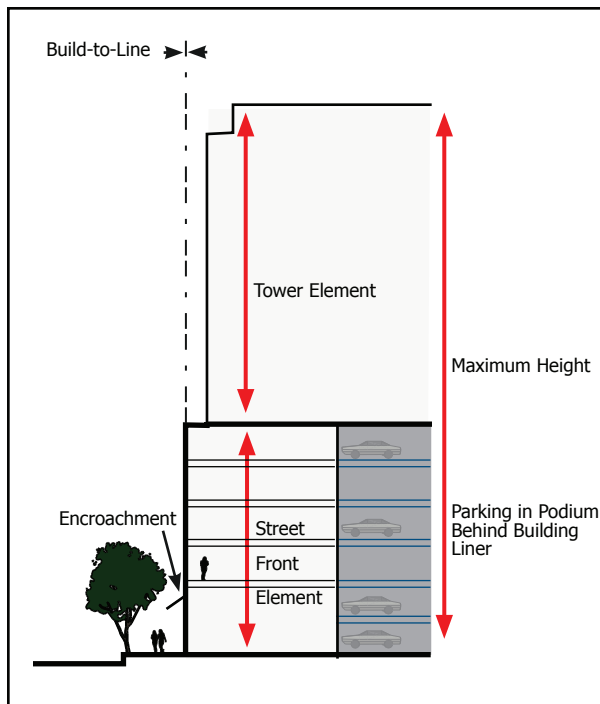 Build-to-Line
Tower Element
Maximum Height
Encroachment
Street
Front
Element
Parking in Podium
Behind Building
Liner